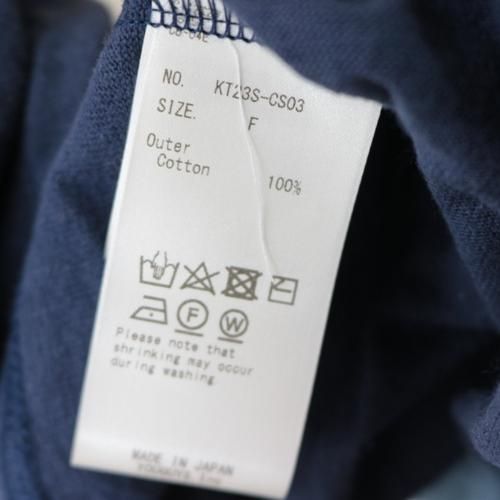 NO. KT23S-CS03
SIZE. F
Outer
Cotton 100%
F W
Please note that
shrinking may occur
during washing.
MADE IN JAPAN